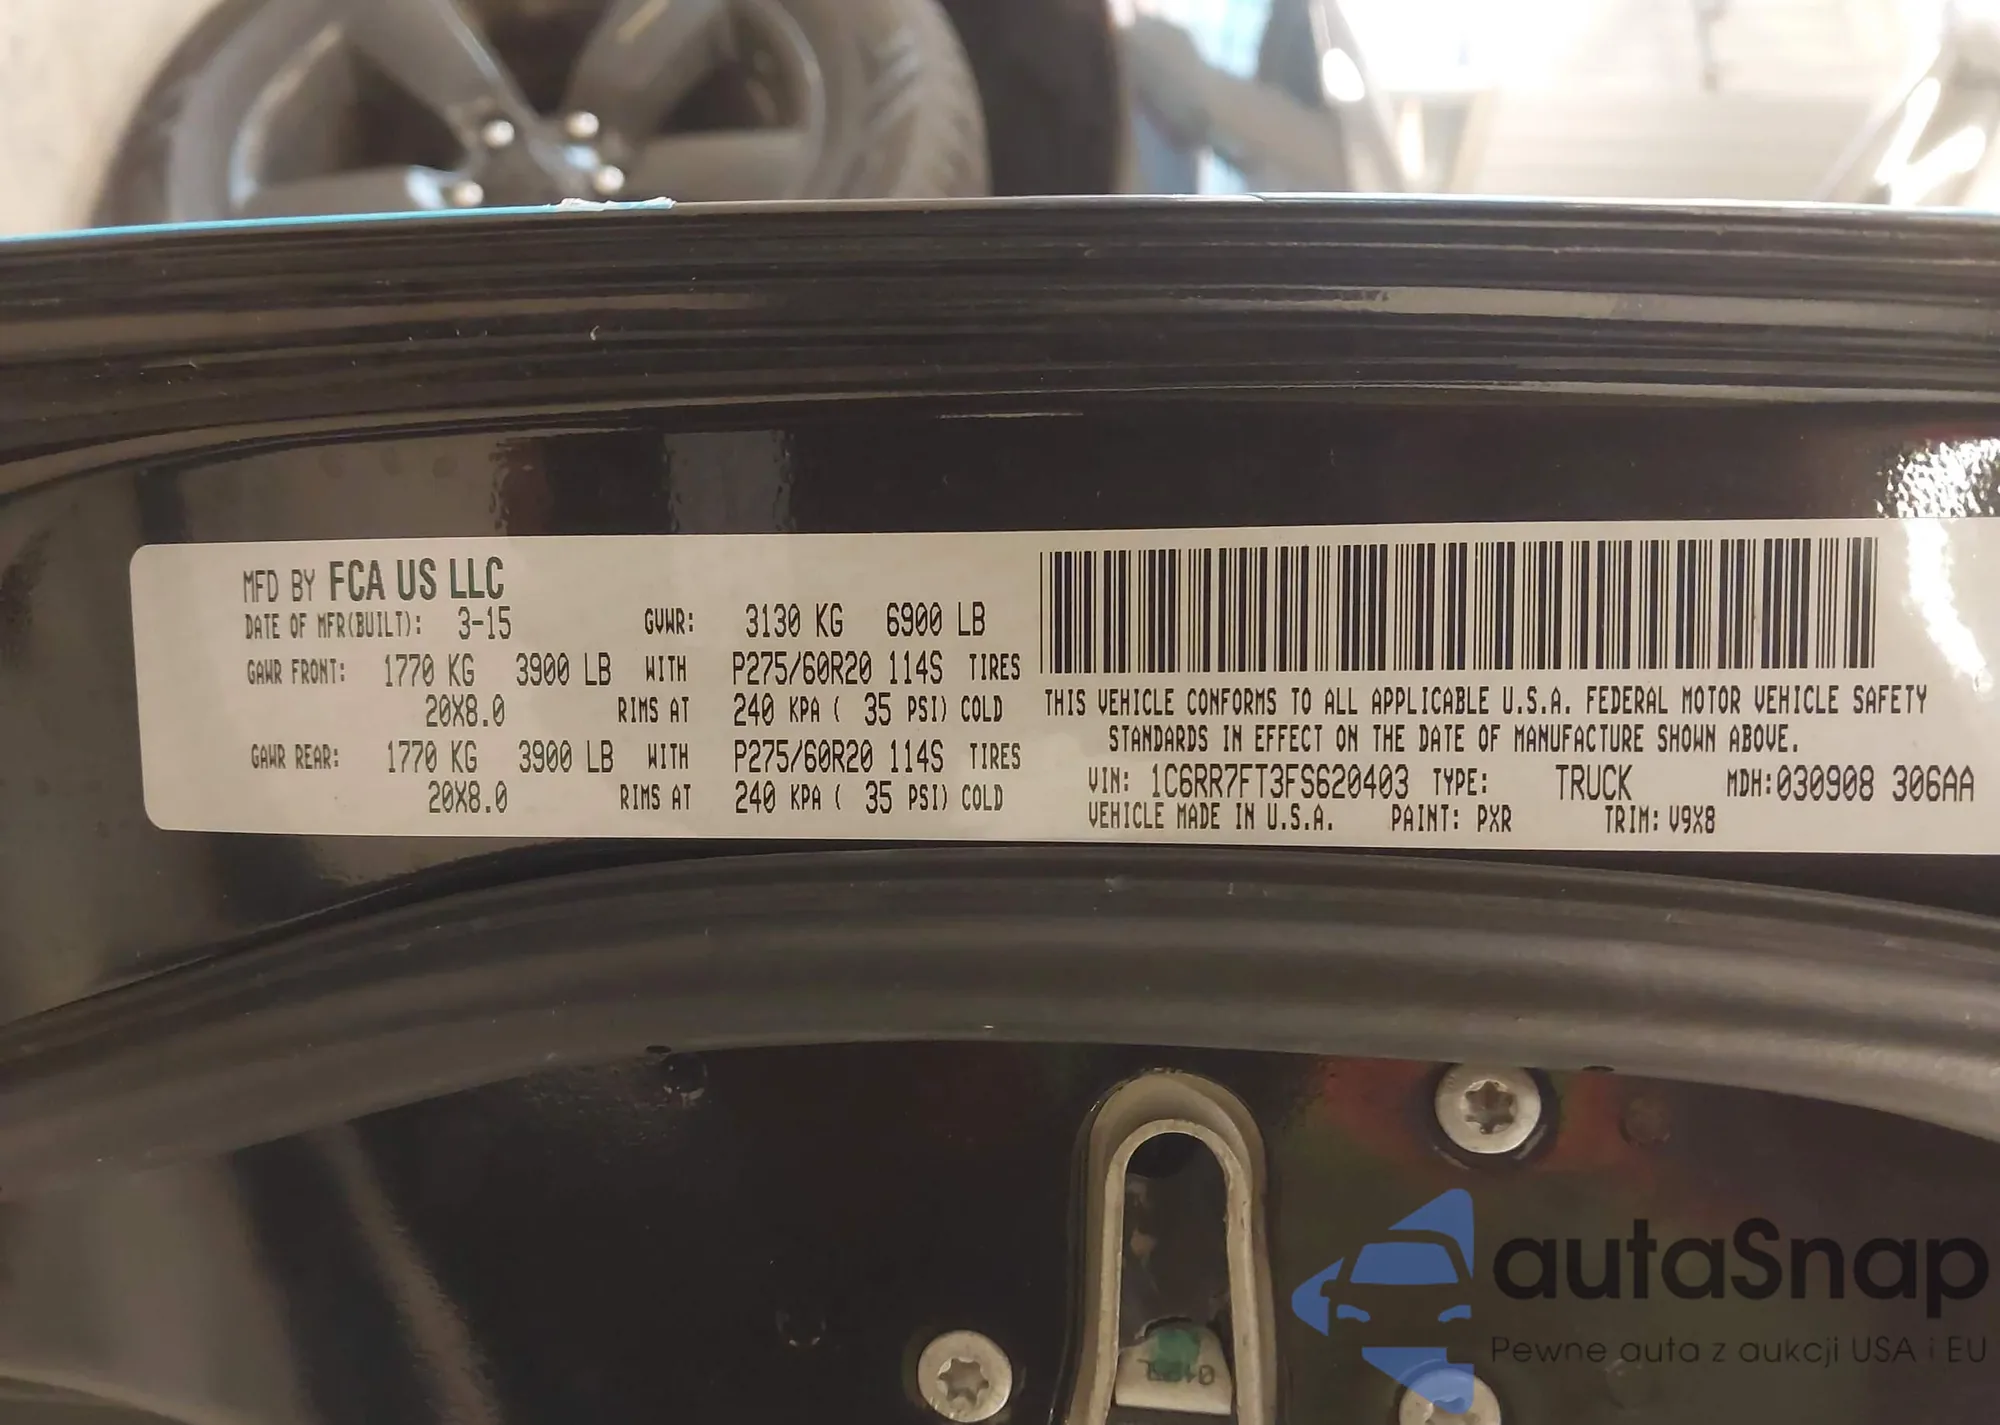 MFD BY FCA US LLC
DATE OF MFR(BUILT): 3-15 GVWR: 3130 KG 6900 LB
GAWR FRONT: 1770 KG 3900 LB WITH P275/60R20 114S TIRES
20X8.0 RIMS AT 240 KPA ( 35 PSI) COLD
GAWR REAR: 1770 KG 3900 LB WITH P275/60R20 114S TIRES
20X8.0 RIMS AT 240 KPA ( 35 PSI) COLD
THIS VEHICLE CONFORMS TO ALL APPLICABLE U.S.A. FEDERAL MOTOR VEHICLE SAFETY
STANDARDS IN EFFECT ON THE DATE OF MANUFACTURE SHOWN ABOVE.
VIN: 1C6RR7FT3FS620403 TYPE: TRUCK MDH:030908 306AA
VEHICLE MADE IN U.S.A. PAINT: PXR TRIM: V9X8
autaSnap
Pewne auta z aukcji USA i EU